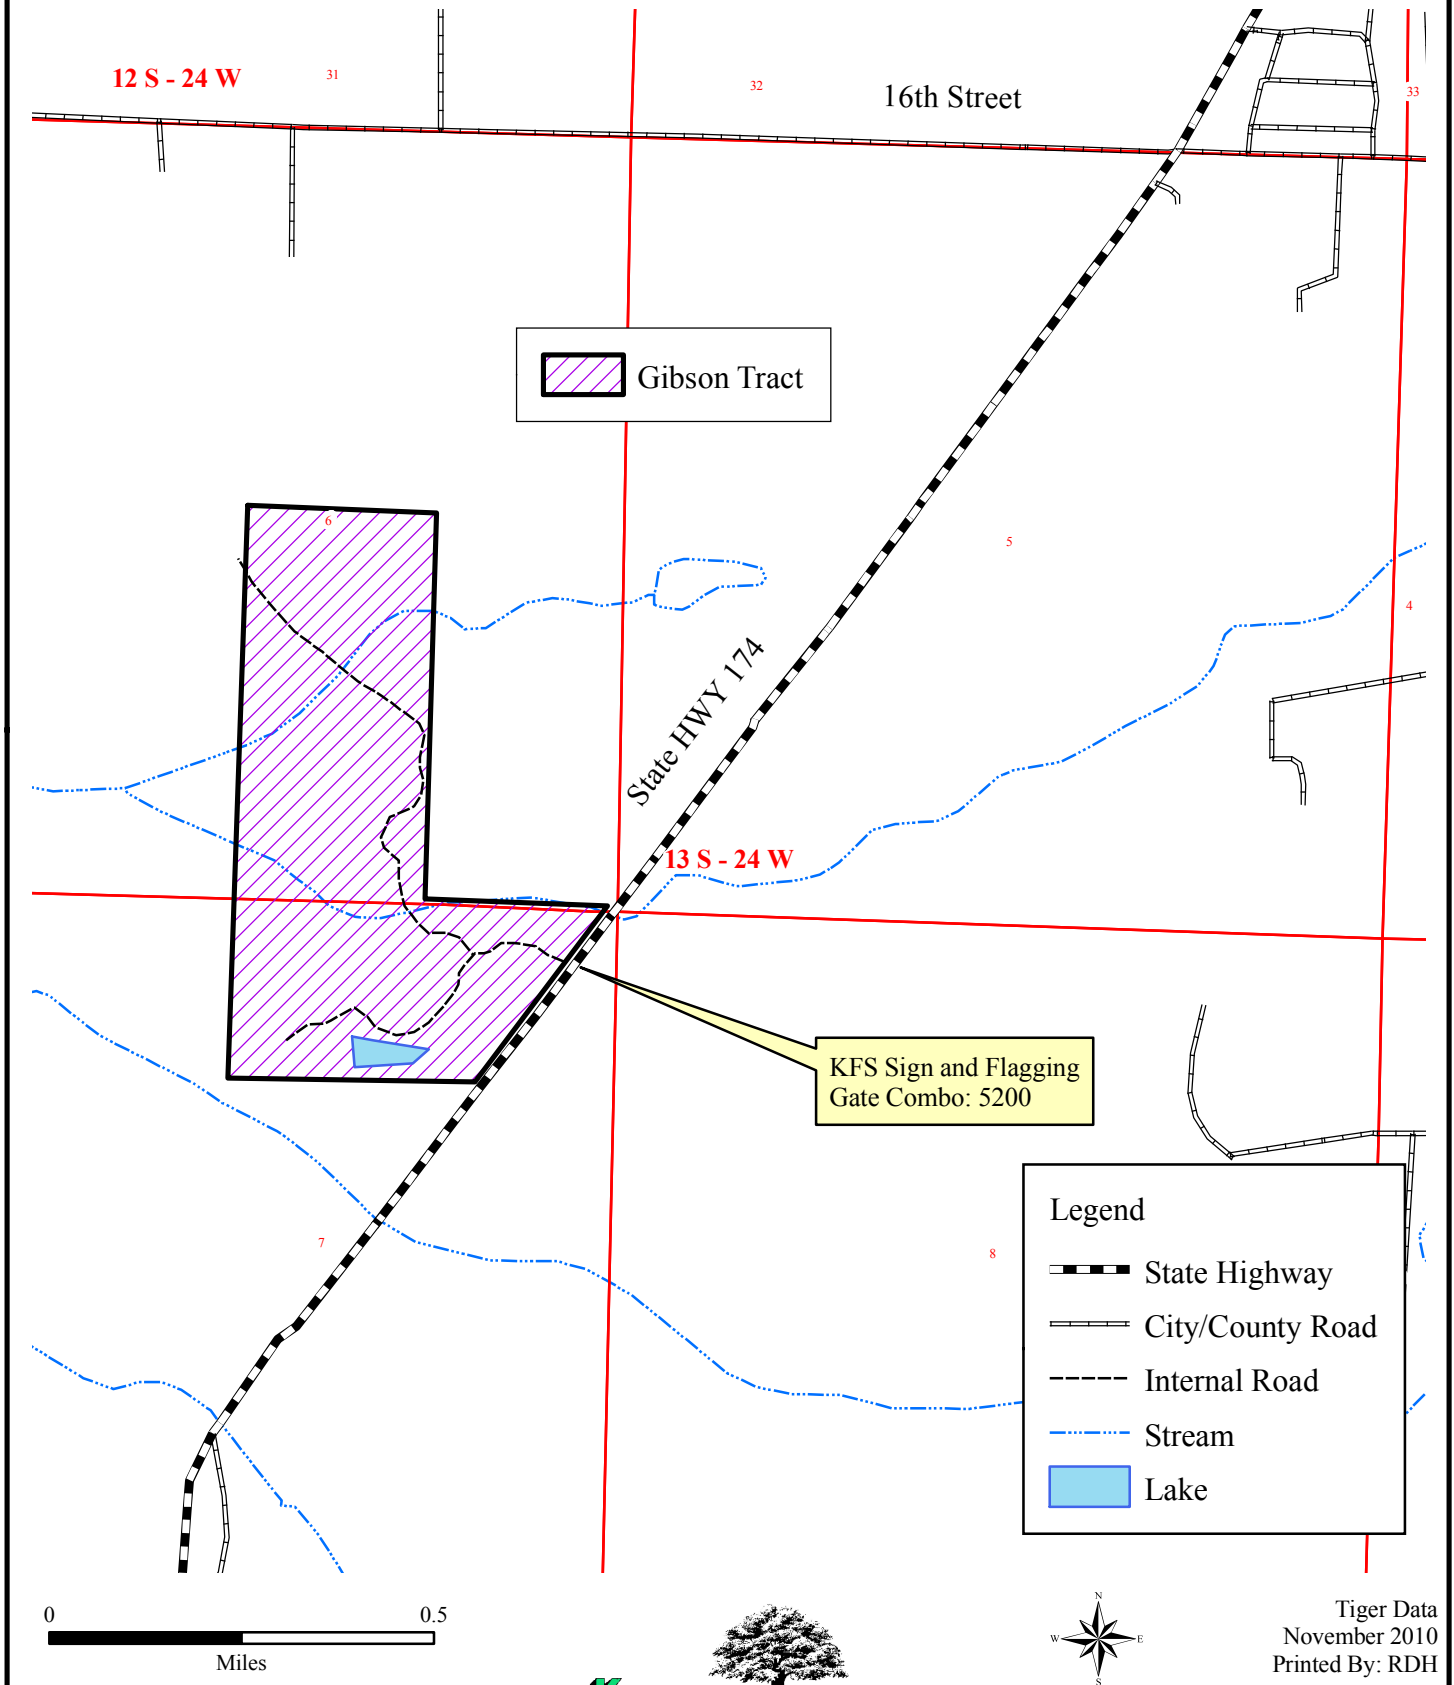 12 S - 24 W
31
32
16th Street
33
Gibson Tract
6
5
4
State HWY 174
13 S - 24 W
KFS Sign and Flagging
Gate Combo: 5200
7
8
Legend
State Highway
City/County Road
Internal Road
Stream
Lake
0
0.5
Miles
N
W
E
S
Tiger Data
November 2010
Printed By: RDH